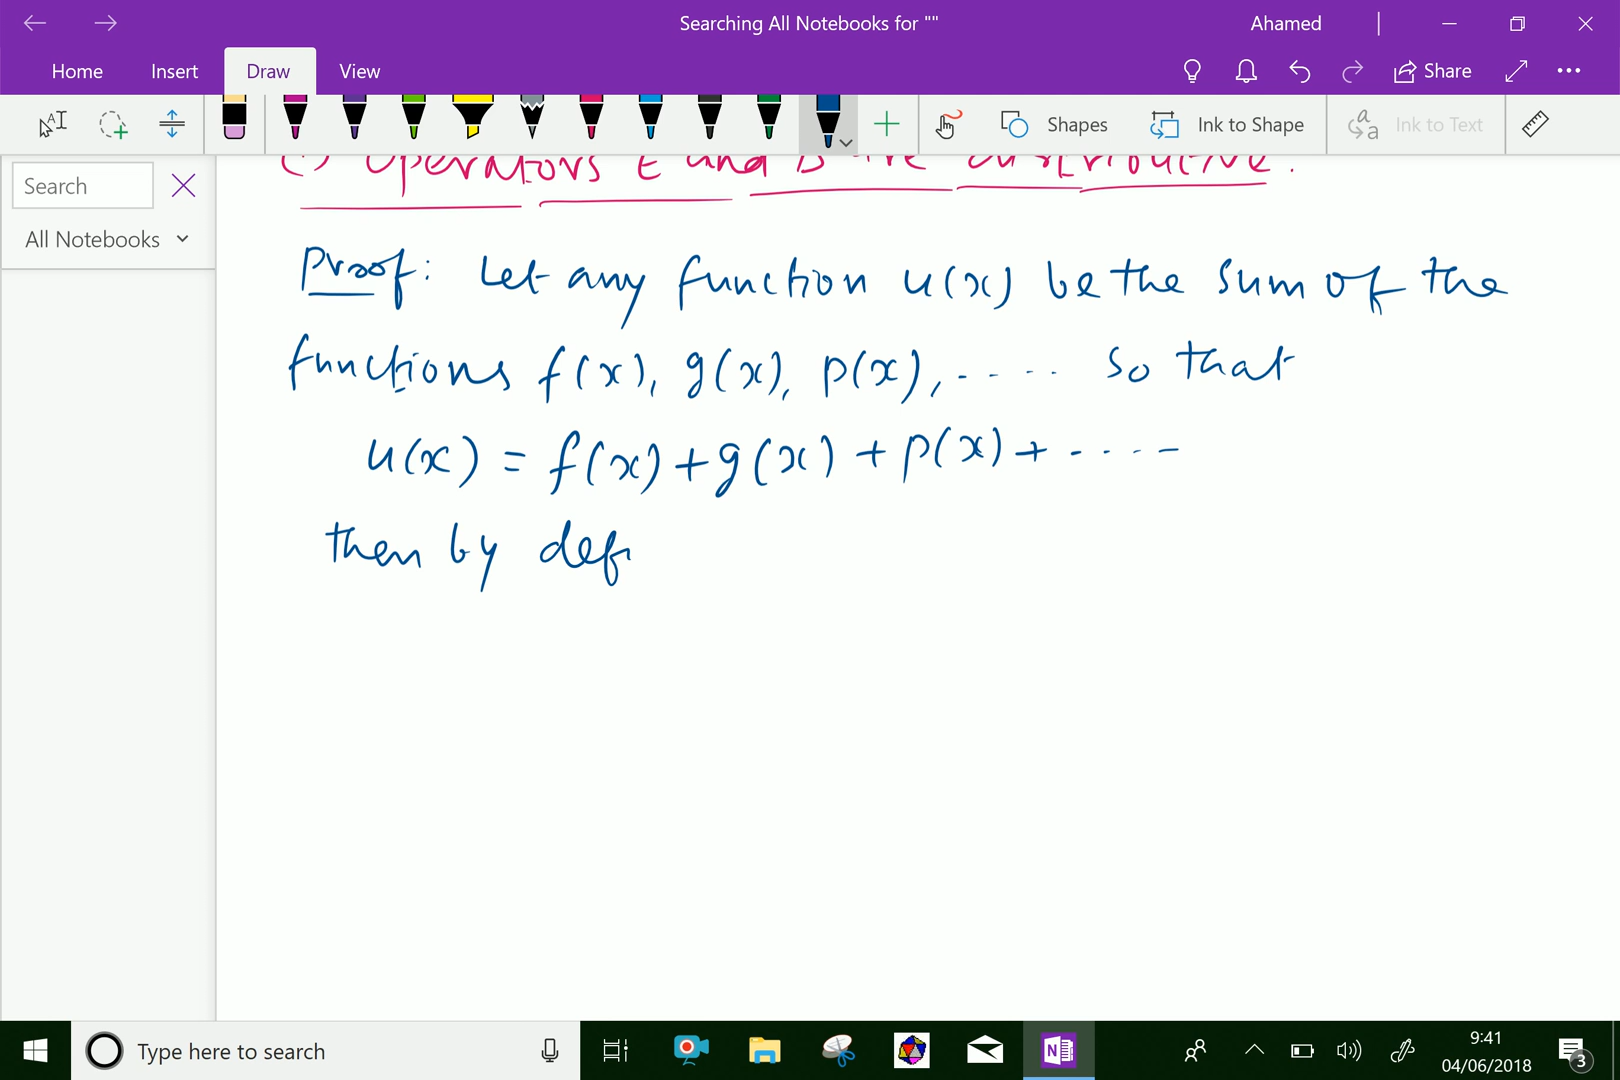 Searching All Notebooks for ""
Ahamed
Home Insert Draw View
Share
Shapes
Ink to Shape
Ink to Text
Search
All Notebooks
Operators E and are distributive.
Proof: Let any function u(x) be the sum of the
functions f(x), g(x), p(x), ..... so that
u(x) = f(x) + g(x) + p(x) + .....
then by def
Type here to search
9:41
04/06/2018
3